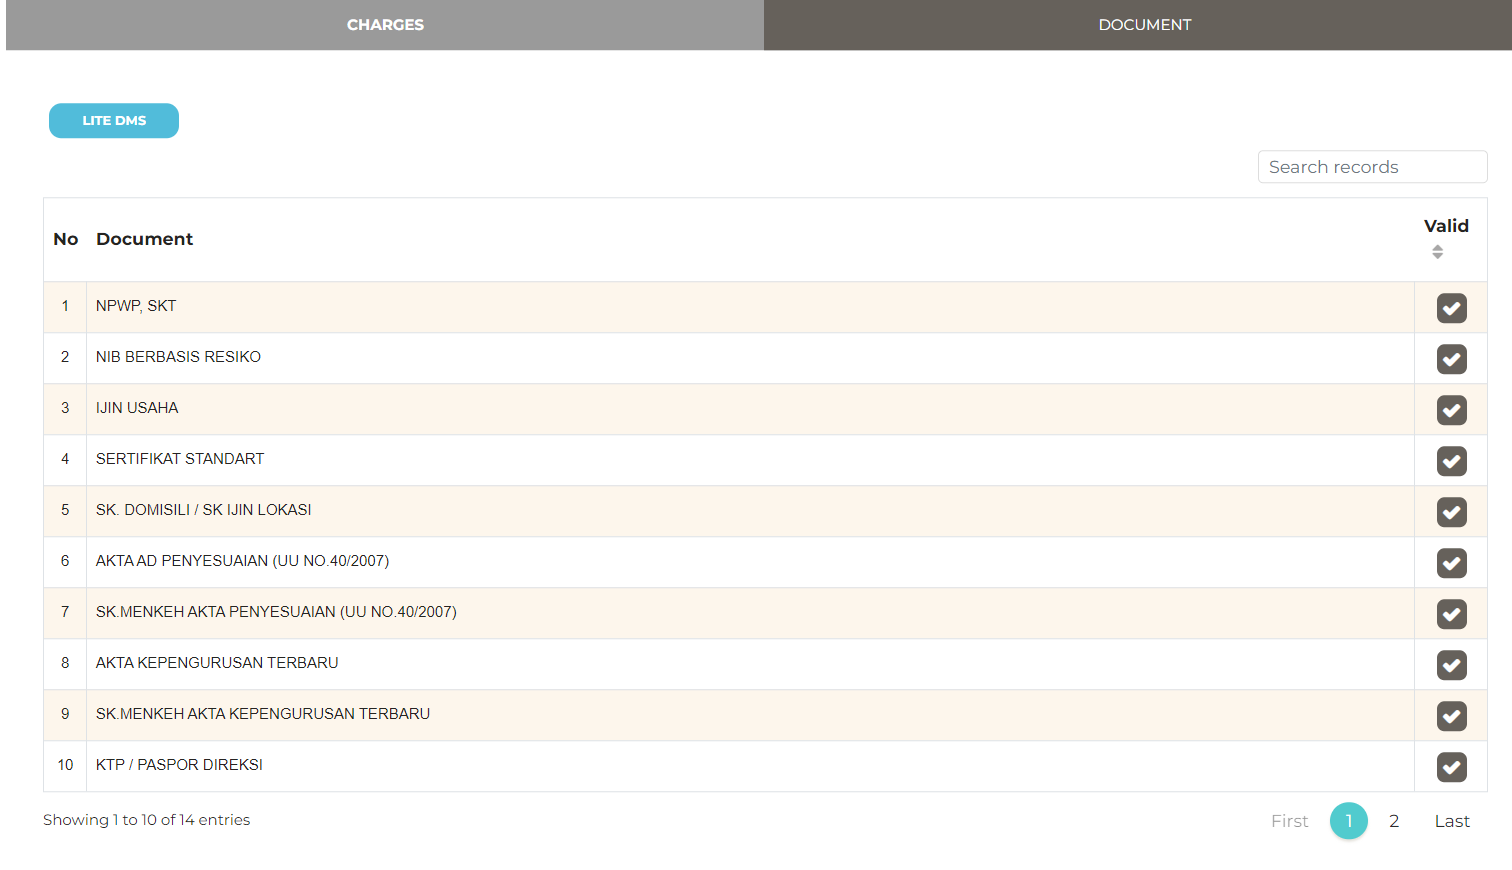 CHARGES DOCUMENT
LITE DMS
Search records
No Document Valid
1 NPWP, SKT
2 NIB BERBASIS RESIKO
3 IJIN USAHA
4 SERTIFIKAT STANDART
5 SK. DOMISILI / SK IJIN LOKASI
6 AKTA AD PENYESUAIAN (UU NO.40/2007)
7 SK.MENKEH AKTA PENYESUAIAN (UU NO.40/2007)
8 AKTA KEPENGURUSAN TERBARU
9 SK.MENKEH AKTA KEPENGURUSAN TERBARU
10 KTP / PASPOR DIREKSI
Showing 1 to 10 of 14 entries First 1 2 Last